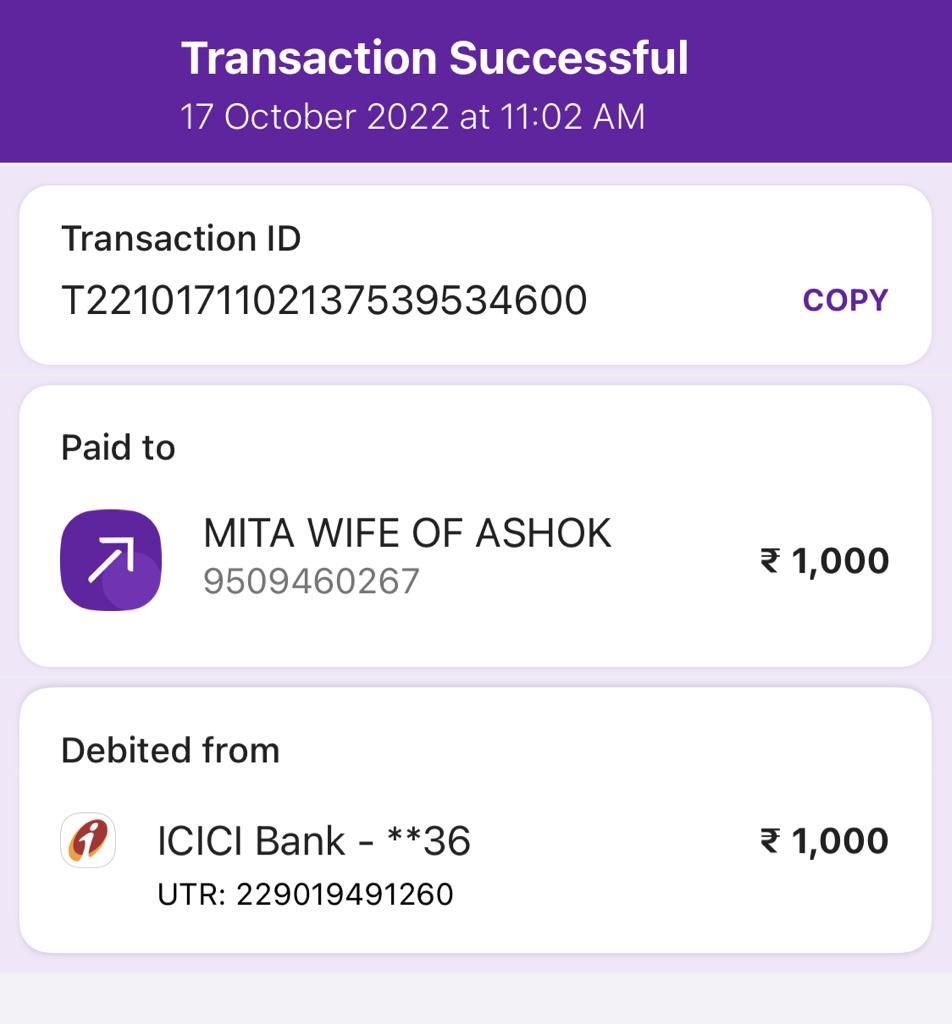 Transaction Successful
17 October 2022 at 11:02 AM
Transaction ID
T2210171102137539534600
COPY
Paid to
MITA WIFE OF ASHOK
9509460267
₹ 1,000
Debited from
ICICI Bank - **36
₹ 1,000
UTR: 229019491260